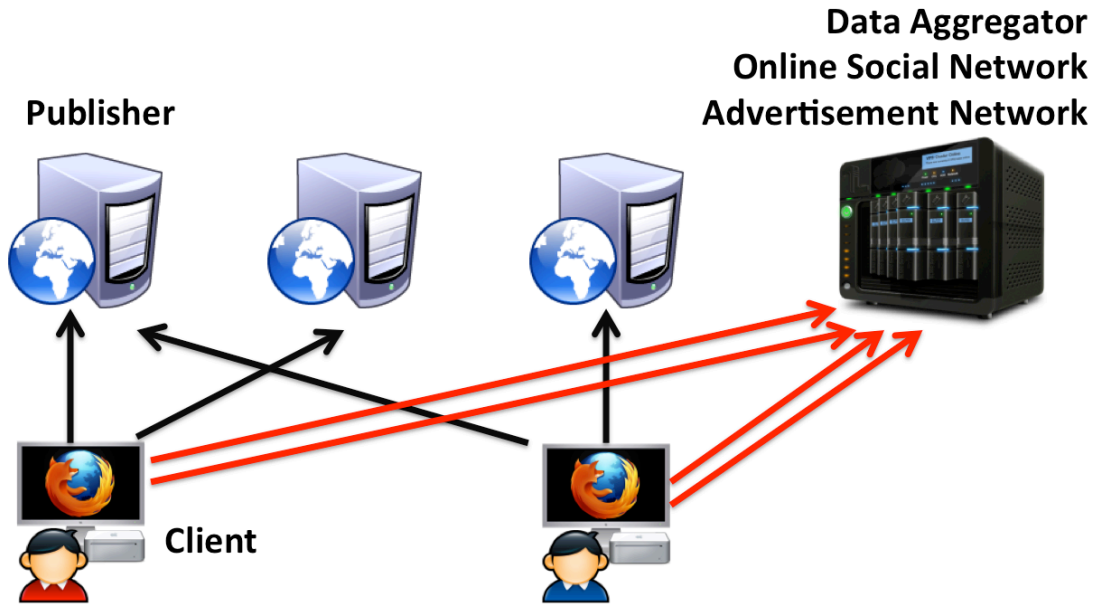 Data Aggregator
Online Social Network
Advertisement Network
Publisher
Client